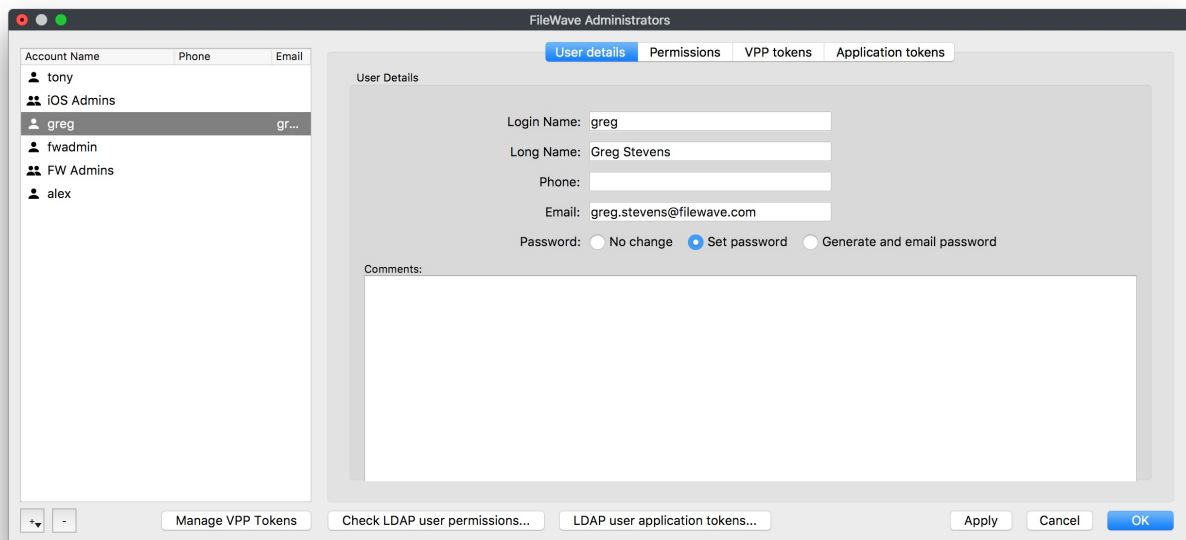 FileWave Administrators
Account Name Phone Email
tony
iOS Admins
greg gr...
fwadmin
FW Admins
alex
User details Permissions VPP tokens Application tokens
User Details
Login Name: greg
Long Name: Greg Stevens
Phone:
Email: greg.stevens@filewave.com
Password: No change Set password Generate and email password
Comments:
+ - Manage VPP Tokens Check LDAP user permissions... LDAP user application tokens... Apply Cancel OK